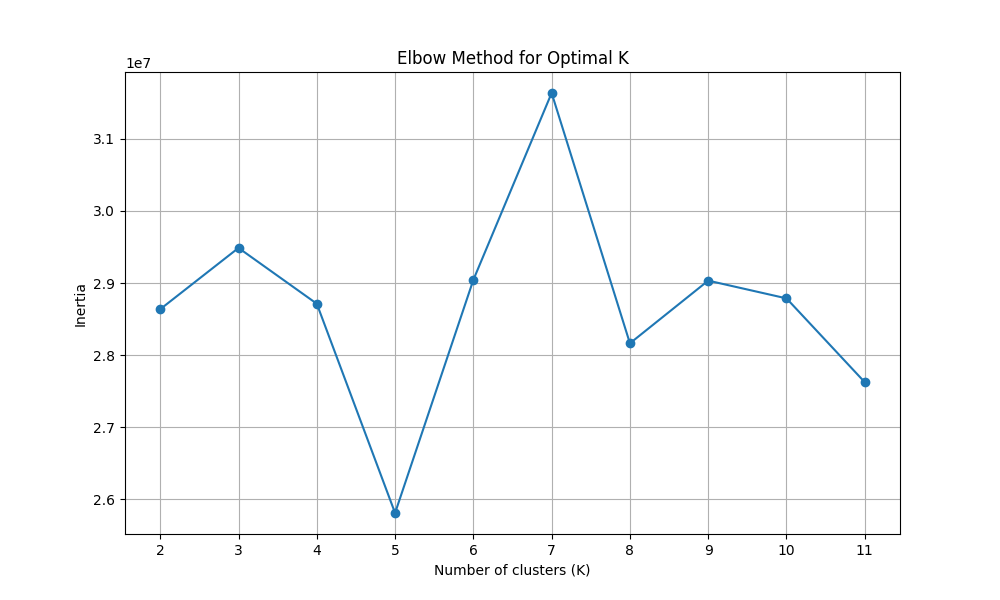 Elbow Method for Optimal K
1e7
3.1
3.0
2.9
2.8
2.7
2.6
Inertia
2 3 4 5 6 7 8 9 10 11
Number of clusters (K)